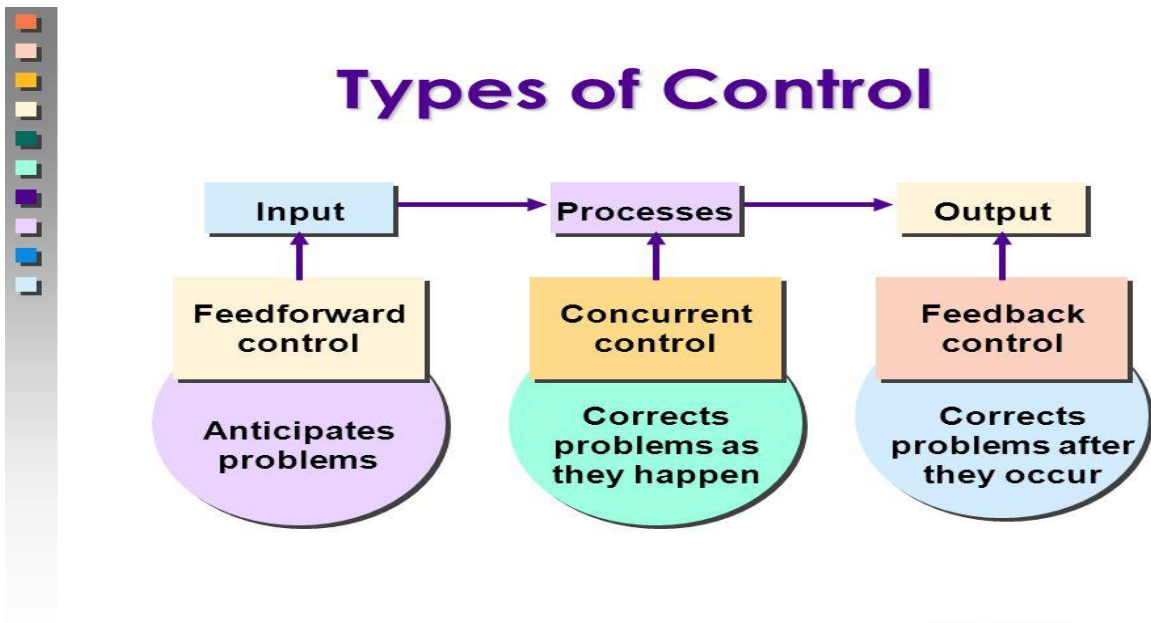 Types of Control
Input
Processes
Output
Feedforward
control
Concurrent
control
Feedback
control
Anticipates
problems
Corrects
problems as
they happen
Corrects
problems after
they occur